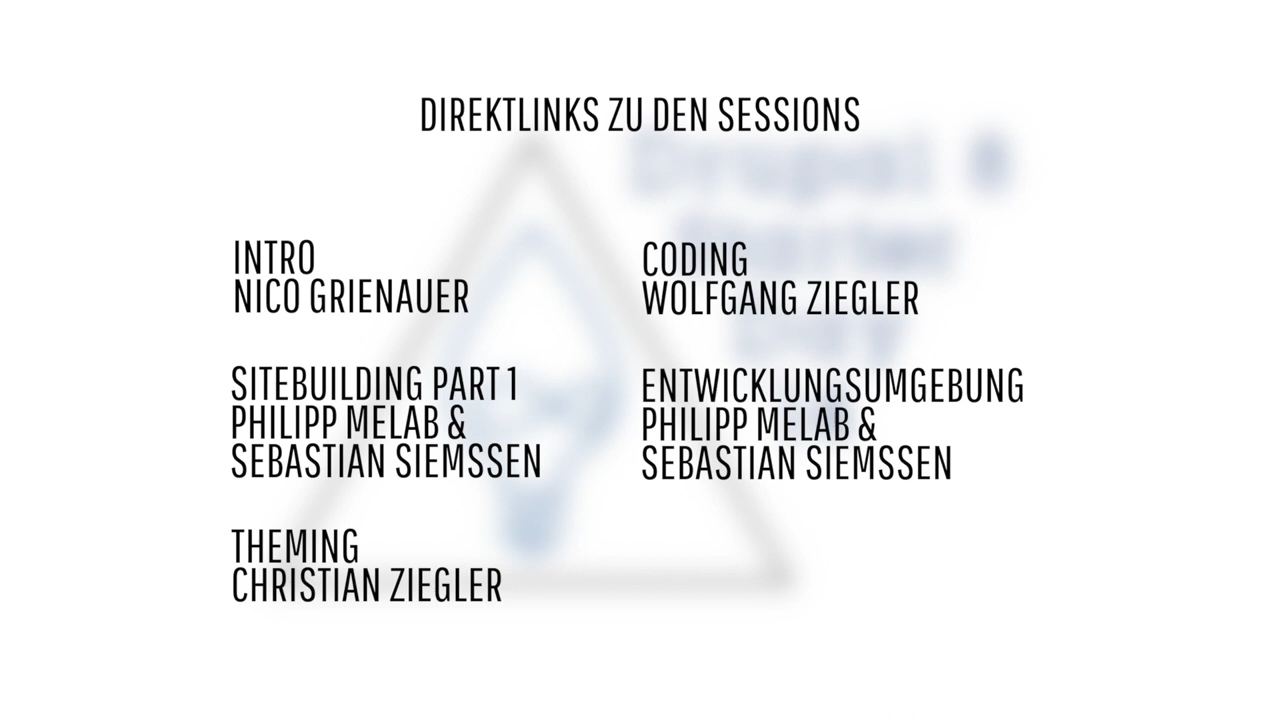 DIREKTLINKS ZU DEN SESSIONS
INTRO
NICO GRIENAUER
SITEBUILDING PART 1
PHILIPP MELAB &
SEBASTIAN SIEMSSEN
THEMING
CHRISTIAN ZIEGLER
CODING
WOLFGANG ZIEGLER
ENTWICKLUNGSUMGEBUNG
PHILIPP MELAB &
SEBASTIAN SIEMSSEN